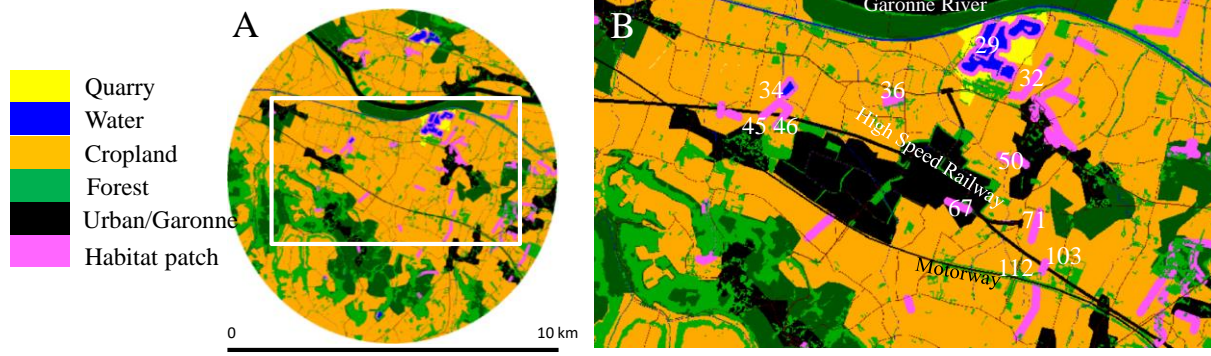 A
Quarry
Water
Cropland
Forest
Urban/Garonne
Habitat patch
0
10 km
B
Garonne River
29
32
34
36
45
46
High Speed Railway
50
67
71
103
112
Motorway